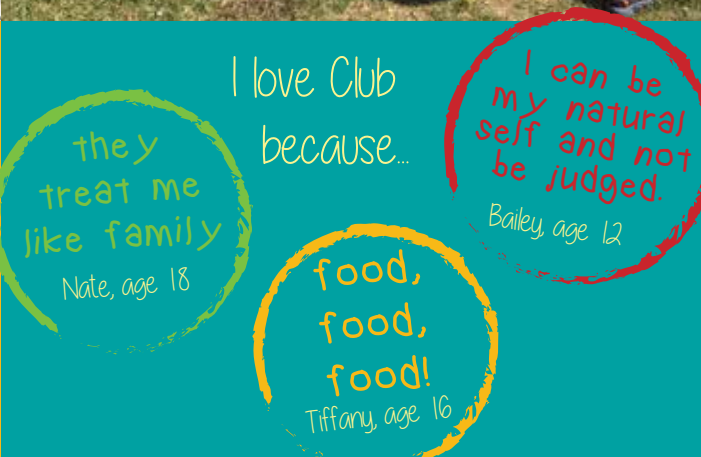 I love Club
because...
they
treat me
like family
Nate, age 18
food,
food,
food!
Tiffany, age 16
I can be
my natural
self and not
be judged.
Bailey, age 12